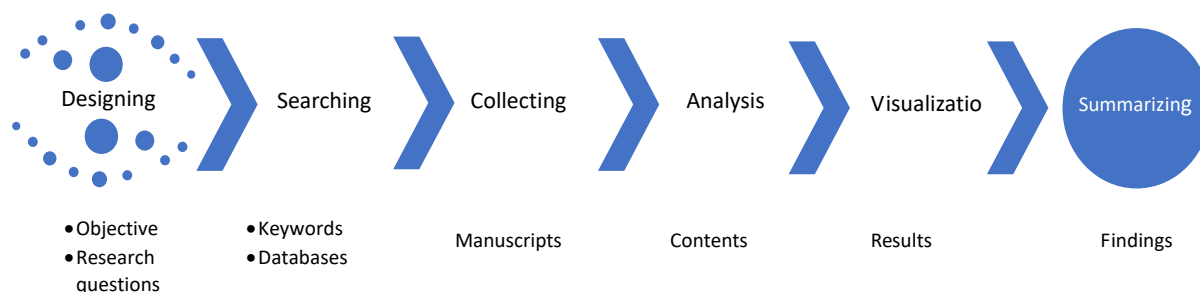 Designing
Searching
Collecting
Analysis
Visualizatio
Summarizing
• Objective
• Research
questions
• Keywords
• Databases
Manuscripts
Contents
Results
Findings